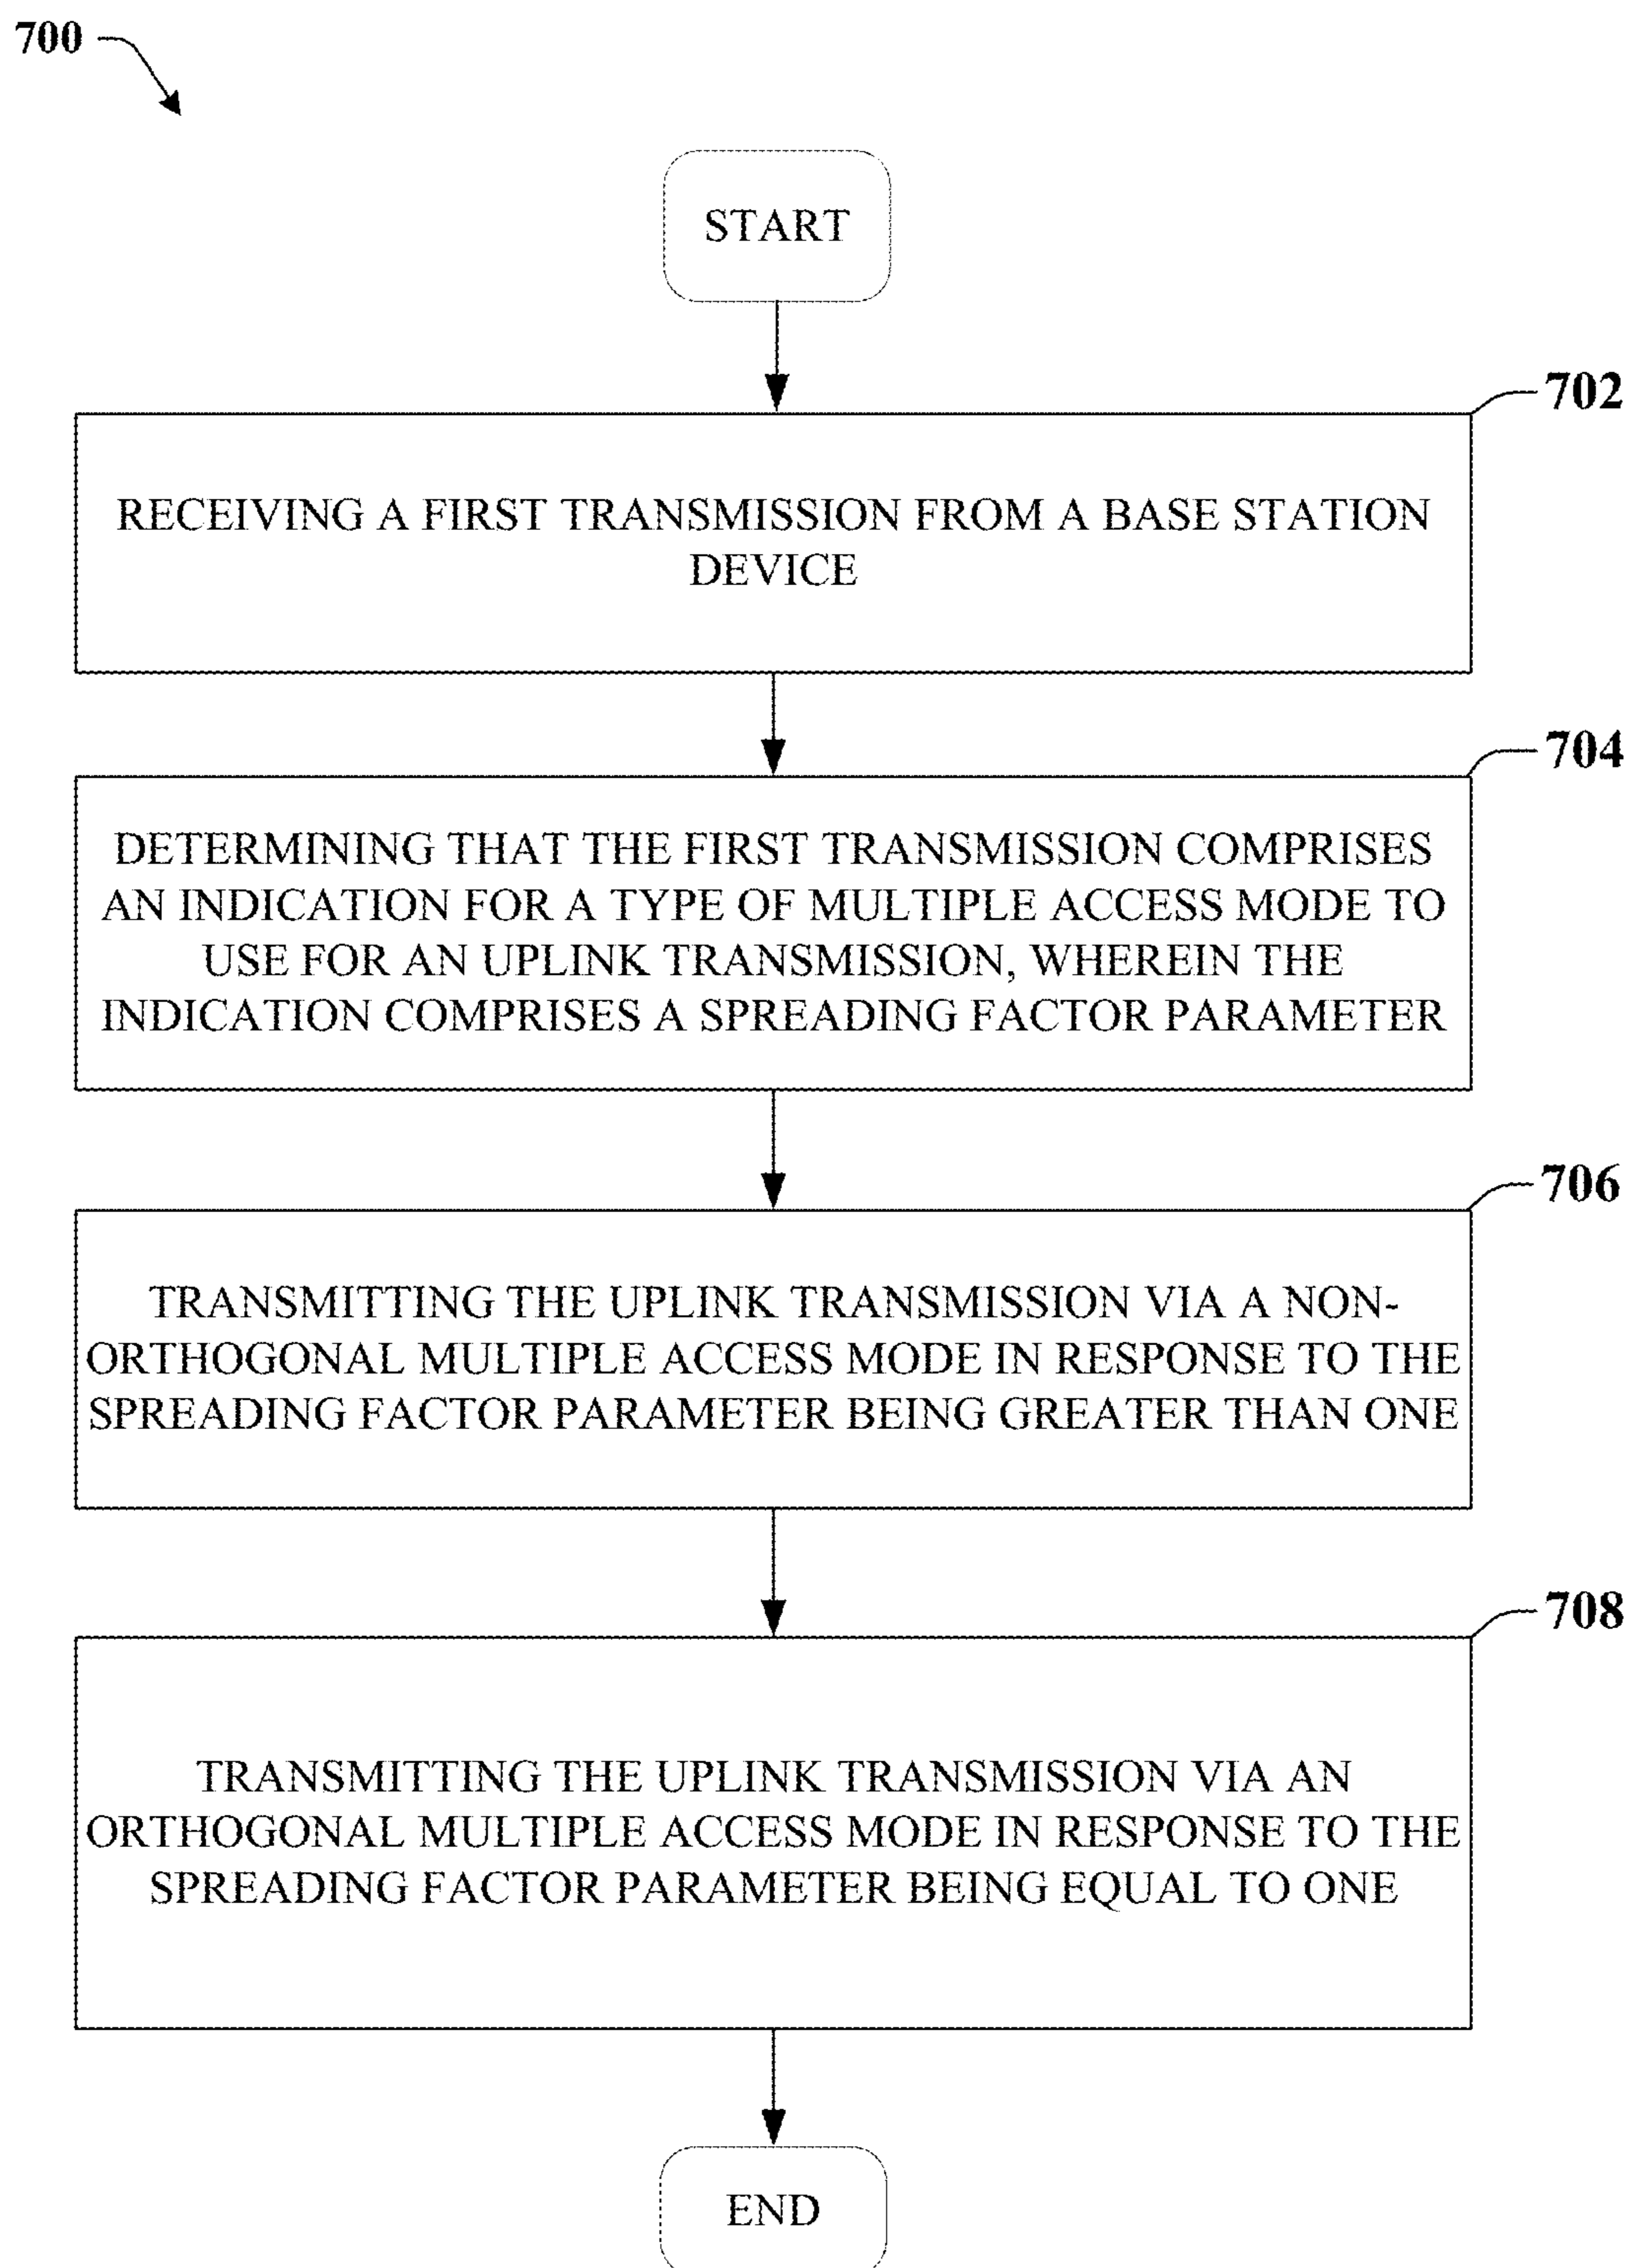 700
START
702
RECEIVING A FIRST TRANSMISSION FROM A BASE STATION
DEVICE
704
DETERMINING THAT THE FIRST TRANSMISSION COMPRISES
AN INDICATION FOR A TYPE OF MULTIPLE ACCESS MODE TO
USE FOR AN UPLINK TRANSMISSION, WHEREIN THE
INDICATION COMPRISES A SPREADING FACTOR PARAMETER
706
TRANSMITTING THE UPLINK TRANSMISSION VIA A NON-
ORTHOGONAL MULTIPLE ACCESS MODE IN RESPONSE TO THE
SPREADING FACTOR PARAMETER BEING GREATER THAN ONE
708
TRANSMITTING THE UPLINK TRANSMISSION VIA AN
ORTHOGONAL MULTIPLE ACCESS MODE IN RESPONSE TO THE
SPREADING FACTOR PARAMETER BEING EQUAL TO ONE
END